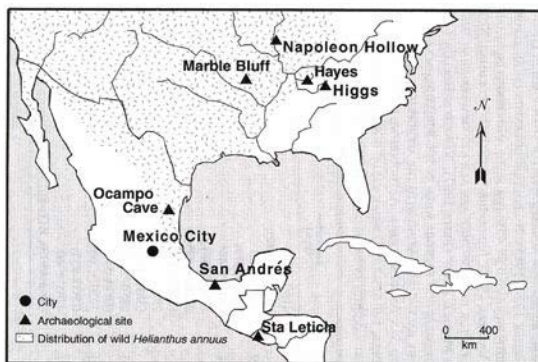 Napoleon Hollow
Marble Bluff
Hayes
Higgs
N
Ocampo
Cave
Mexico City
San Andrés
Sta Leticia
City
Archaeological site
Distribution of wild Helianthus annuus
0 400
km